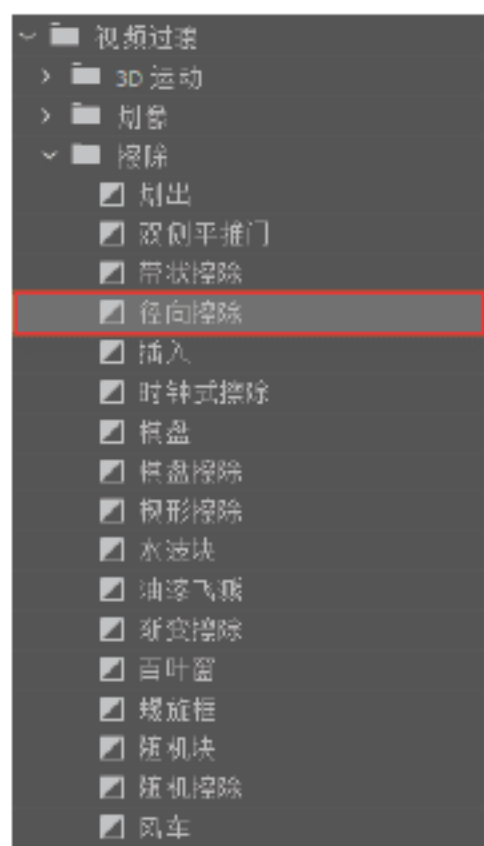 视频过渡
3D 运动
划像
擦除
划出
双侧平推门
带状擦除
径向擦除
插入
时钟式擦除
棋盘
棋盘擦除
楔形擦除
水波块
油漆飞溅
渐变擦除
百叶窗
螺旋框
随机块
随机擦除
风车